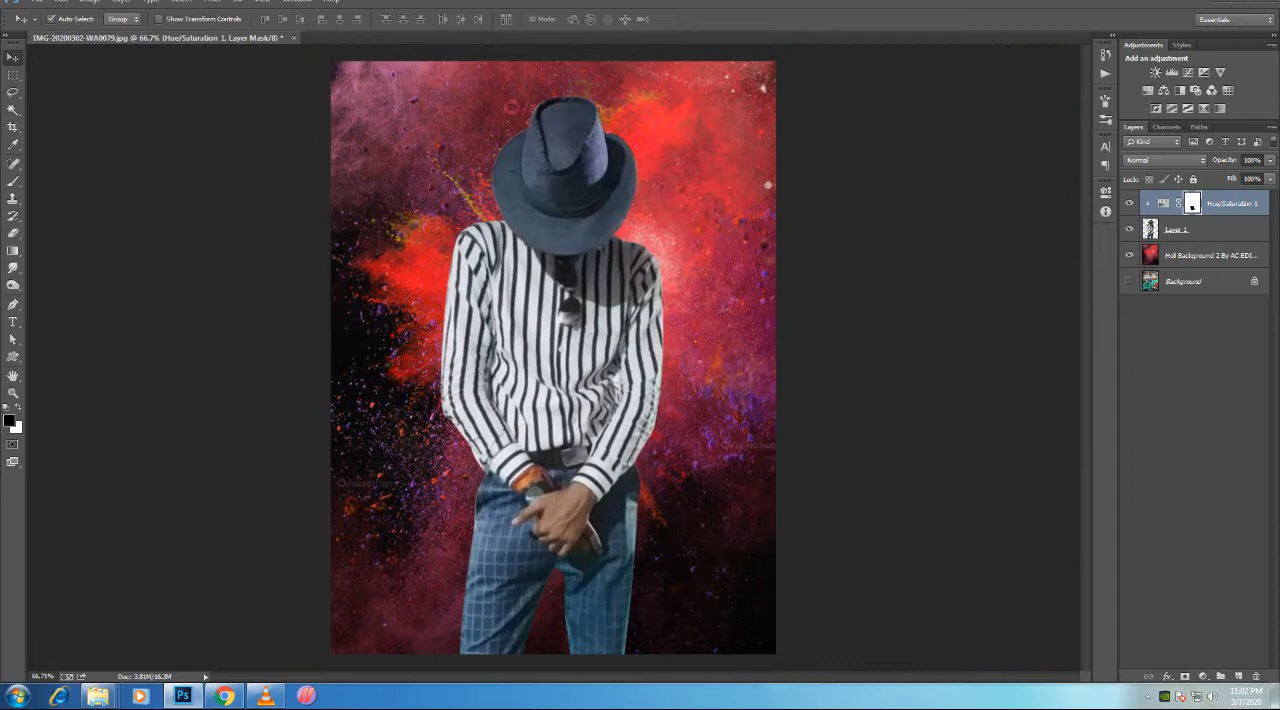 Auto-Select: Group Show Transform Controls 3D Mode: Essentials
IMG-20200302-WA0079.jpg @ 66.7% (Hue/Saturation 1, Layer Mask/8) * ×
Adjustments Styles
Add an adjustment
Layers Channels Paths
Kind
Normal Opacity: 100%
Lock: Fill: 100%
Hue/Saturation 1
Layer 1
Holi Background 2 By AC EDI...
Background
66.71% Doc: 3.81M/16.3M
Ps
11:02 PM
3/7/2020